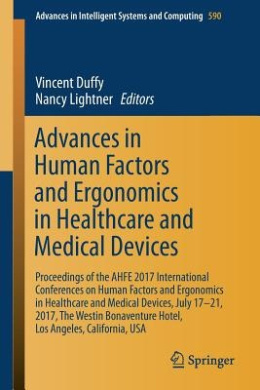 Advances in Intelligent Systems and Computing 590
Vincent Duffy
Nancy Lightner Editors
Advances in
Human Factors
and Ergonomics
in Healthcare and
Medical Devices
Proceedings of the AHFE 2017 International
Conferences on Human Factors and Ergonomics
in Healthcare and Medical Devices, July 17–21,
2017, The Westin Bonaventure Hotel,
Los Angeles, California, USA
Springer